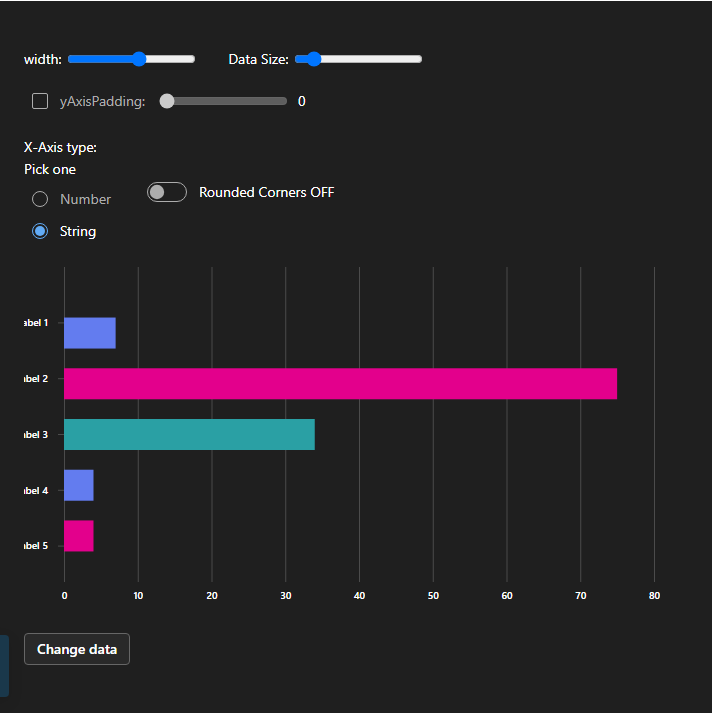 width: Data Size:
yAxisPadding: 0
X-Axis type:
Pick one
Number
Rounded Corners OFF
String
abel 1
abel 2
abel 3
abel 4
abel 5
0 10 20 30 40 50 60 70 80
Change data